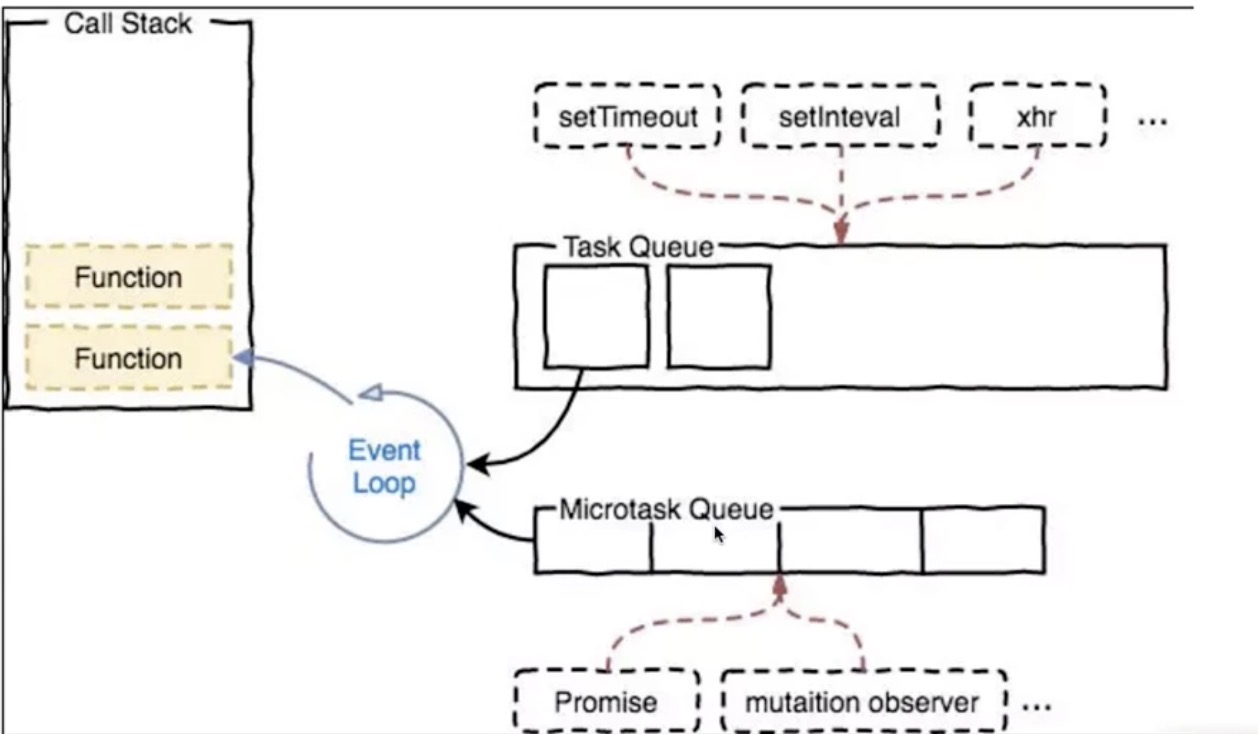 Call Stack
setTimeout
setInteval
xhr
...
Task Queue
Function
Function
Event
Loop
Microtask Queue
Promise
mutaition observer
...